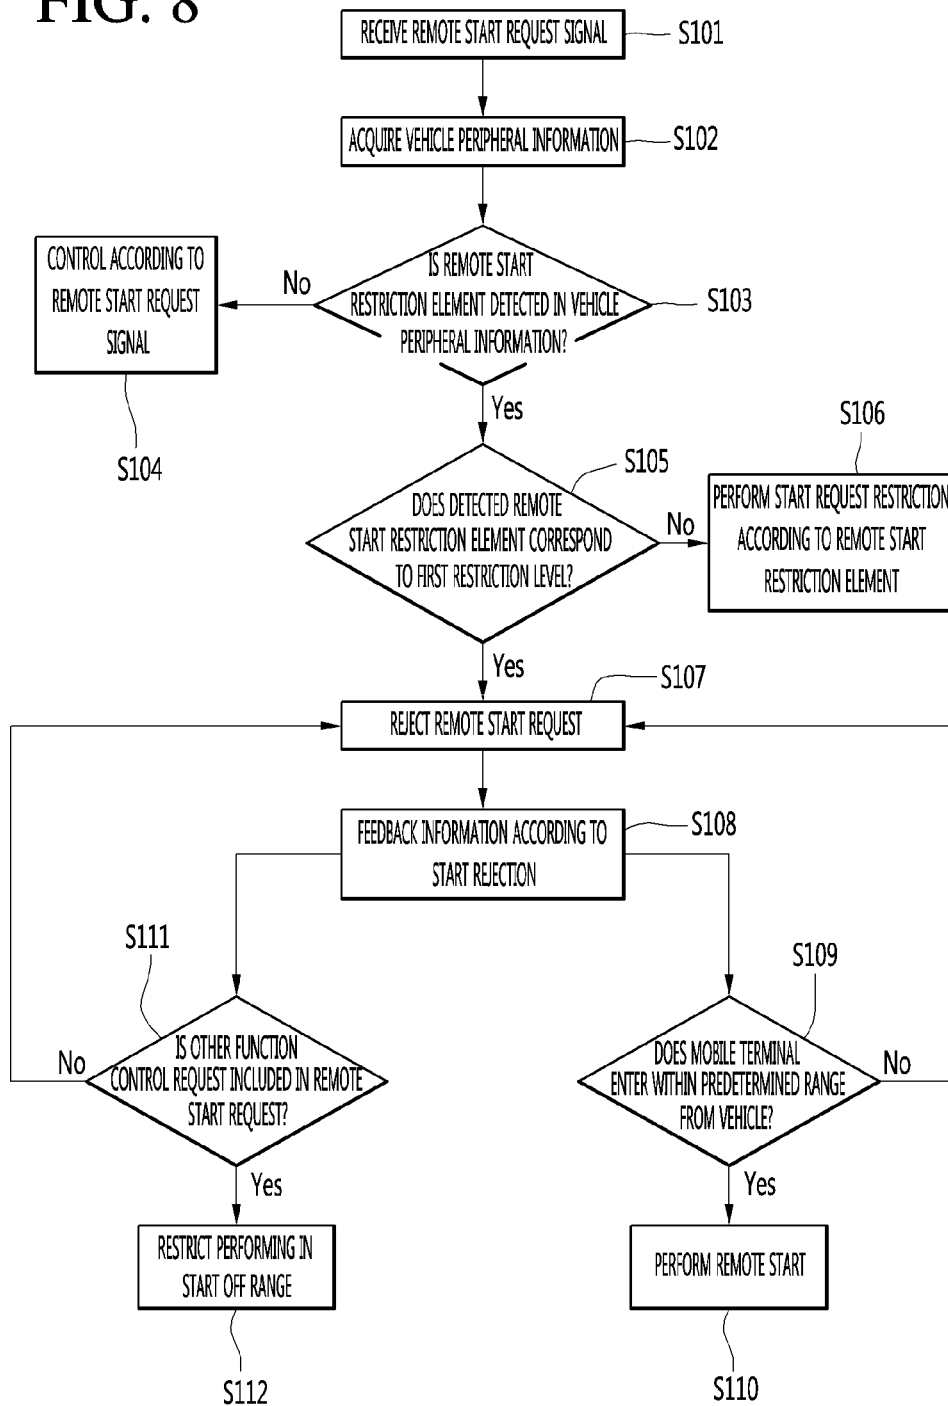 FIG. 8
RECEIVE REMOTE START REQUEST SIGNAL
S101
ACQUIRE VEHICLE PERIPHERAL INFORMATION
S102
IS REMOTE START
RESTRICTION ELEMENT DETECTED IN VEHICLE
PERIPHERAL INFORMATION?
S103
No
CONTROL ACCORDING TO
REMOTE START REQUEST
SIGNAL
S104
Yes
DOES DETECTED REMOTE
START RESTRICTION ELEMENT CORRESPOND
TO FIRST RESTRICTION LEVEL?
S105
No
S106
PERFORM START REQUEST RESTRICTION
ACCORDING TO REMOTE START
RESTRICTION ELEMENT
Yes
S107
REJECT REMOTE START REQUEST
FEEDBACK INFORMATION ACCORDING TO
START REJECTION
S108
S111
IS OTHER FUNCTION
CONTROL REQUEST INCLUDED IN REMOTE
START REQUEST?
No
Yes
RESTRICT PERFORMING IN
START OFF RANGE
S112
S109
DOES MOBILE TERMINAL
ENTER WITHIN PREDETERMINED RANGE
FROM VEHICLE?
No
Yes
PERFORM REMOTE START
S110